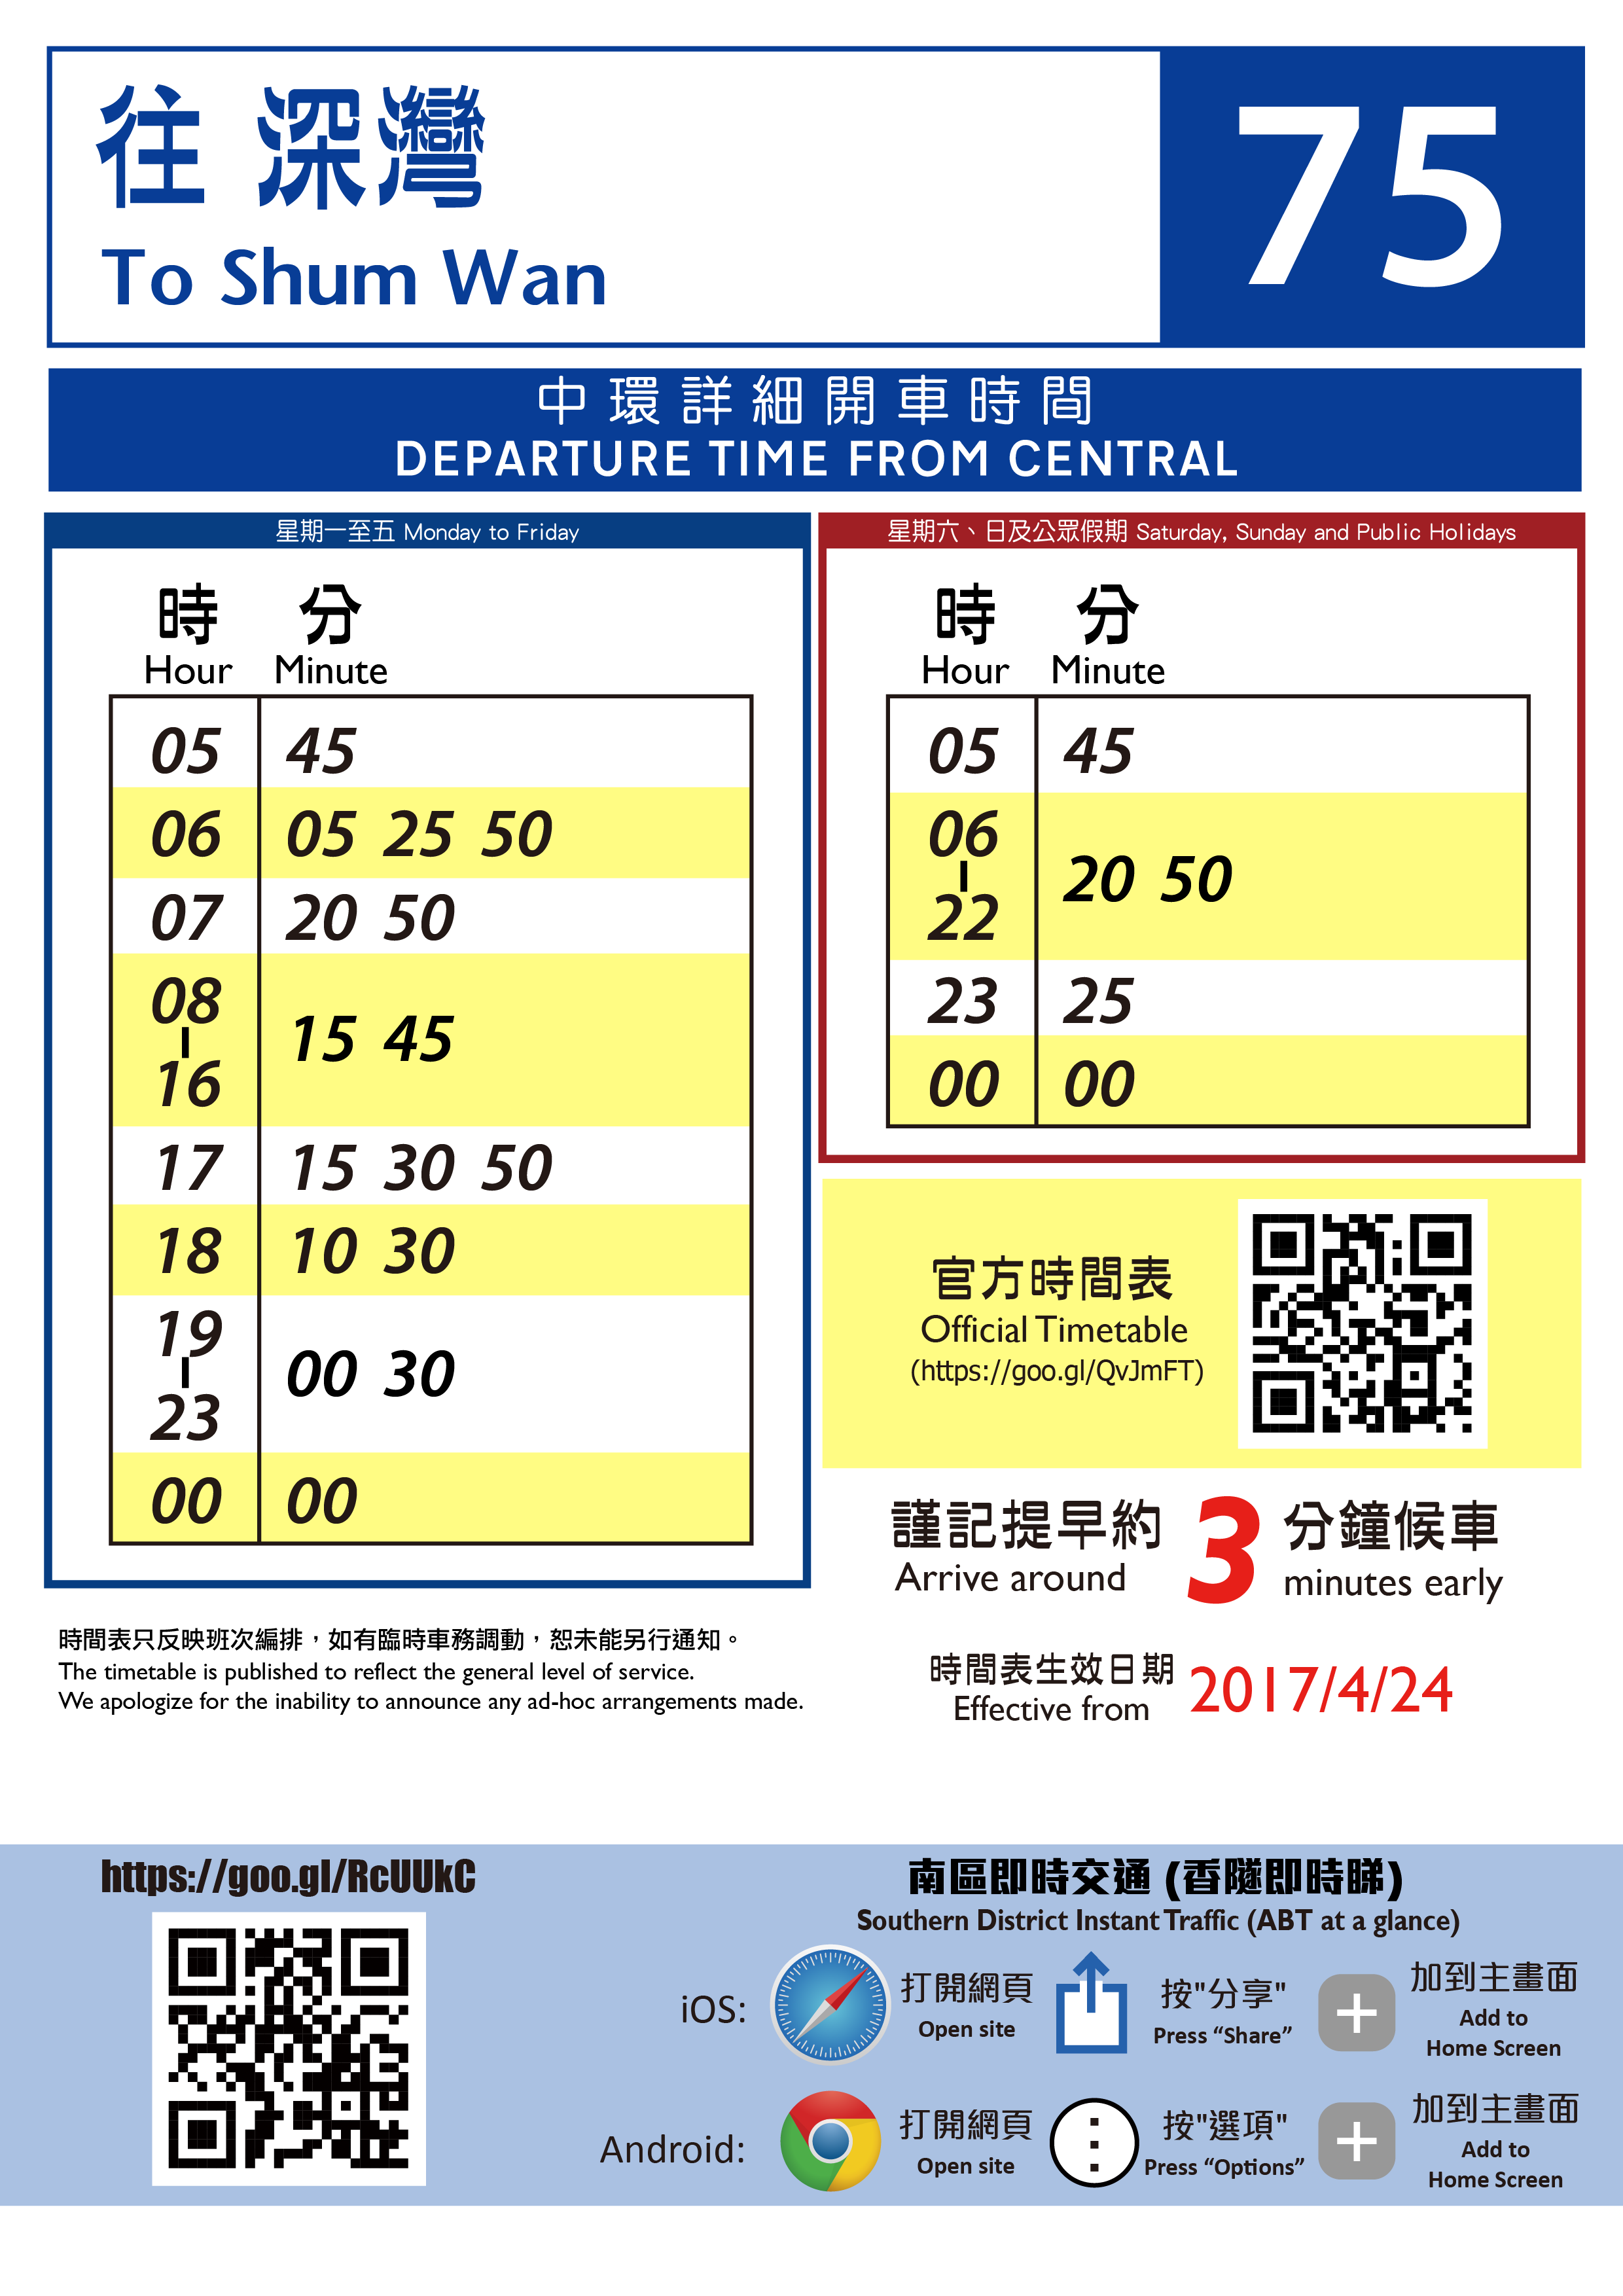 往 深灣
To Shum Wan
75
中環詳細開車時間
DEPARTURE TIME FROM CENTRAL
星期一至五 Monday to Friday
時 分
Hour Minute
05 45
06 05 25 50
07 20 50
08
15 45
16
17 15 30 50
18 10 30
19
00 30
23
00 00
星期六、日及公眾假期 Saturday, Sunday and Public Holidays
時 分
Hour Minute
05 45
06
20 50
22
23 25
00 00
官方時間表
Official Timetable
(https://goo.gl/QvJmFT)
謹記提早約 3 分鐘候車
Arrive around minutes early
時間表只反映班次編排，如有臨時車務調動，恕未能另行通知。
The timetable is published to reflect the general level of service.
We apologize for the inability to announce any ad-hoc arrangements made.
時間表生效日期
Effective from
2017/4/24
https://goo.gl/RcUUkC
南區即時交通 (香隧即時睇)
Southern District Instant Traffic (ABT at a glance)
iOS:
打開網頁
Open site
按"分享"
Press “Share”
加到主畫面
Add to
Home Screen
Android:
打開網頁
Open site
按"選項"
Press “Options”
加到主畫面
Add to
Home Screen